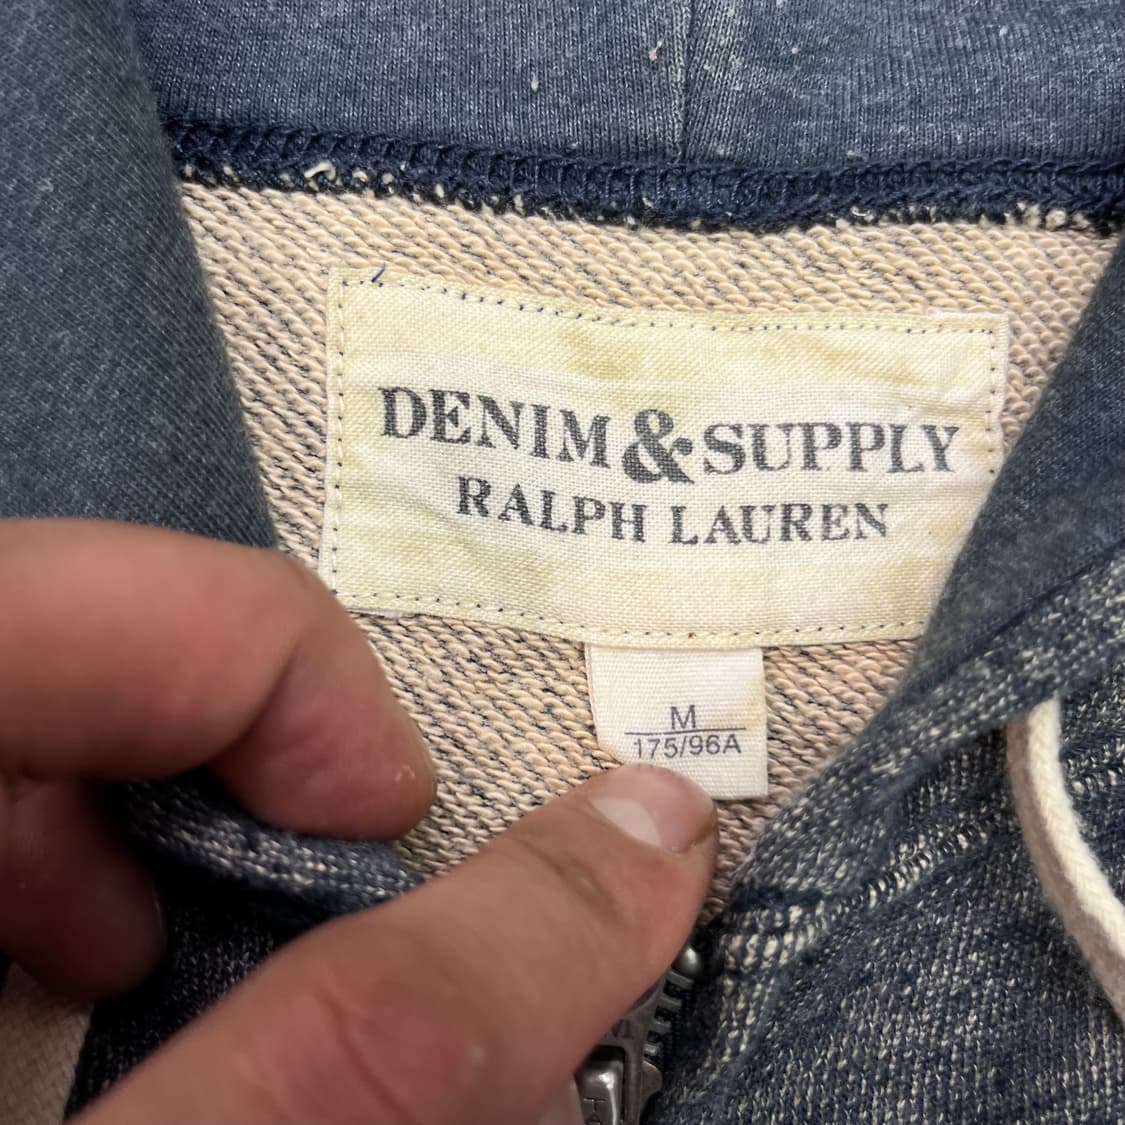 DENIM & SUPPLY
RALPH LAUREN
M
175/96A